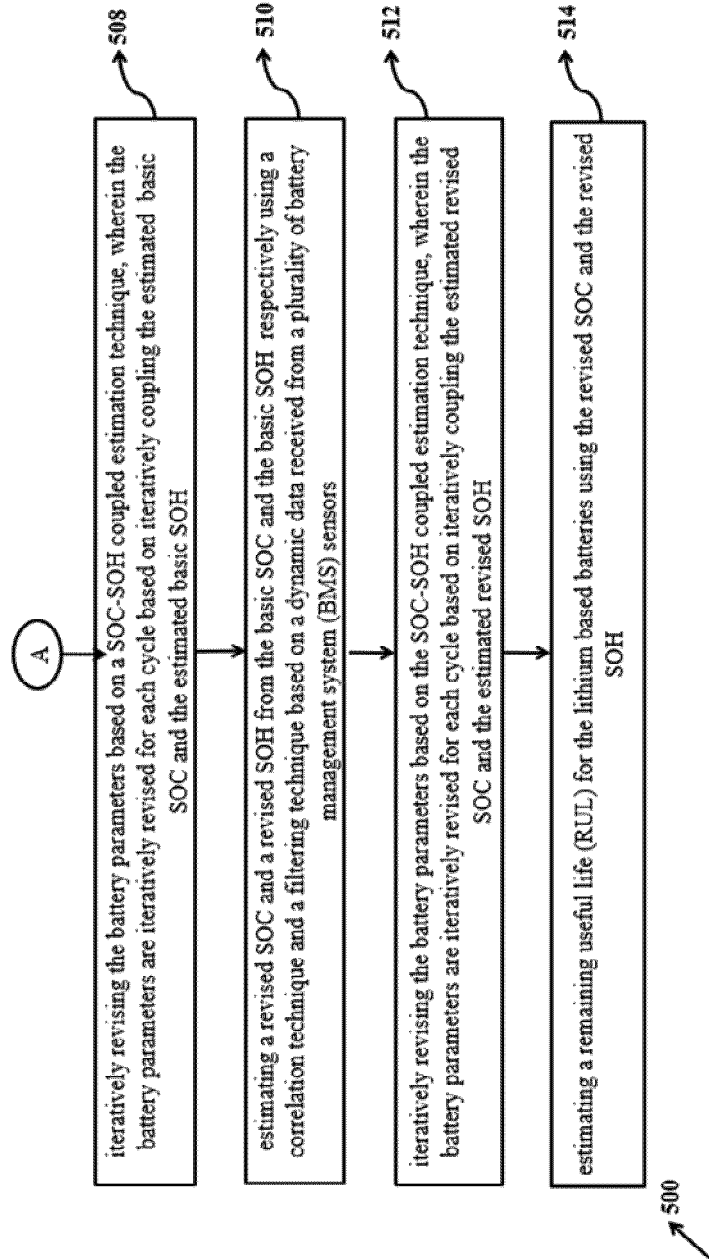 A
iteratively revising the battery parameters based on a SOC-SOH coupled estimation technique, wherein the
battery parameters are iteratively revised for each cycle based on iteratively coupling the estimated basic
SOC and the estimated basic SOH
508
estimating a revised SOC and a revised SOH from the basic SOC and the basic SOH respectively using a
correlation technique and a filtering technique based on a dynamic data received from a plurality of battery
management system (BMS) sensors
510
iteratively revising the battery parameters based on the SOC-SOH coupled estimation technique, wherein the
battery parameters are iteratively revised for each cycle based on iteratively coupling the estimated revised
SOC and the estimated revised SOH
512
estimating a remaining useful life (RUL) for the lithium based batteries using the revised SOC and the revised
SOH
514
500